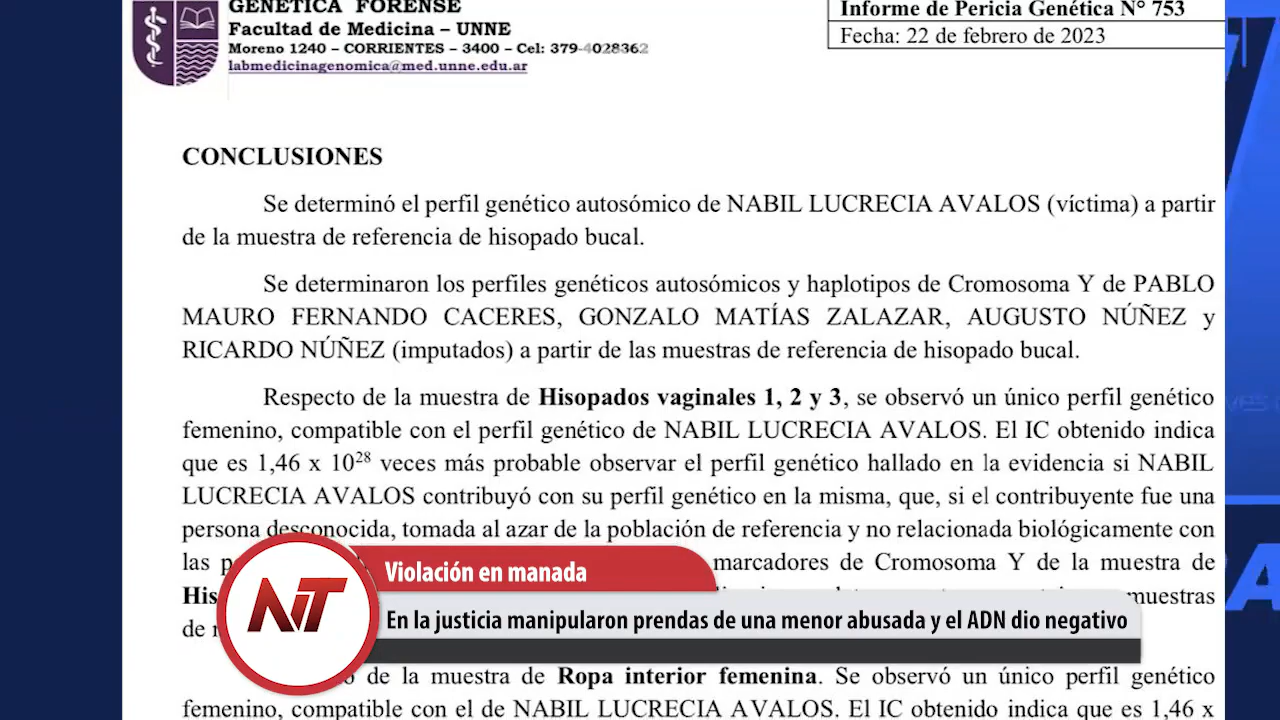 GENÉTICA FORENSE
Facultad de Medicina – UNNE
Moreno 1240 – CORRIENTES – 3400 – Cel: 379-4028362
labmedicinagenomica@med.unne.edu.ar
Informe de Pericia Genética N° 753
Fecha: 22 de febrero de 2023
CONCLUSIONES
Se determinó el perfil genético autosómico de NABIL LUCRECIA AVALOS (víctima) a partir
de la muestra de referencia de hisopado bucal.
Se determinaron los perfiles genéticos autosómicos y haplotipos de Cromosoma Y de PABLO
MAURO FERNANDO CACERES, GONZALO MATÍAS ZALAZAR, AUGUSTO NÚÑEZ y
RICARDO NÚÑEZ (imputados) a partir de las muestras de referencia de hisopado bucal.
Respecto de la muestra de Hisopados vaginales 1, 2 y 3, se observó un único perfil genético
femenino, compatible con el perfil genético de NABIL LUCRECIA AVALOS. El IC obtenido indica
que es 1,46 x 10²⁸ veces más probable observar el perfil genético hallado en la evidencia si NABIL
LUCRECIA AVALOS contribuyó con su perfil genético en la misma, que, si el contribuyente fue una
persona desconocida, tomada al azar de la población de referencia y no relacionada biológicamente con
las marcadores de Cromosoma Y de la muestra de
muestras
de
NT
Violación en manada
En la justicia manipularon prendas de una menor abusada y el ADN dio negativo
de la muestra de Ropa interior femenina. Se observó un único perfil genético
femenino, compatible con el de NABIL LUCRECIA AVALOS. El IC obtenido indica que es 1,46 x